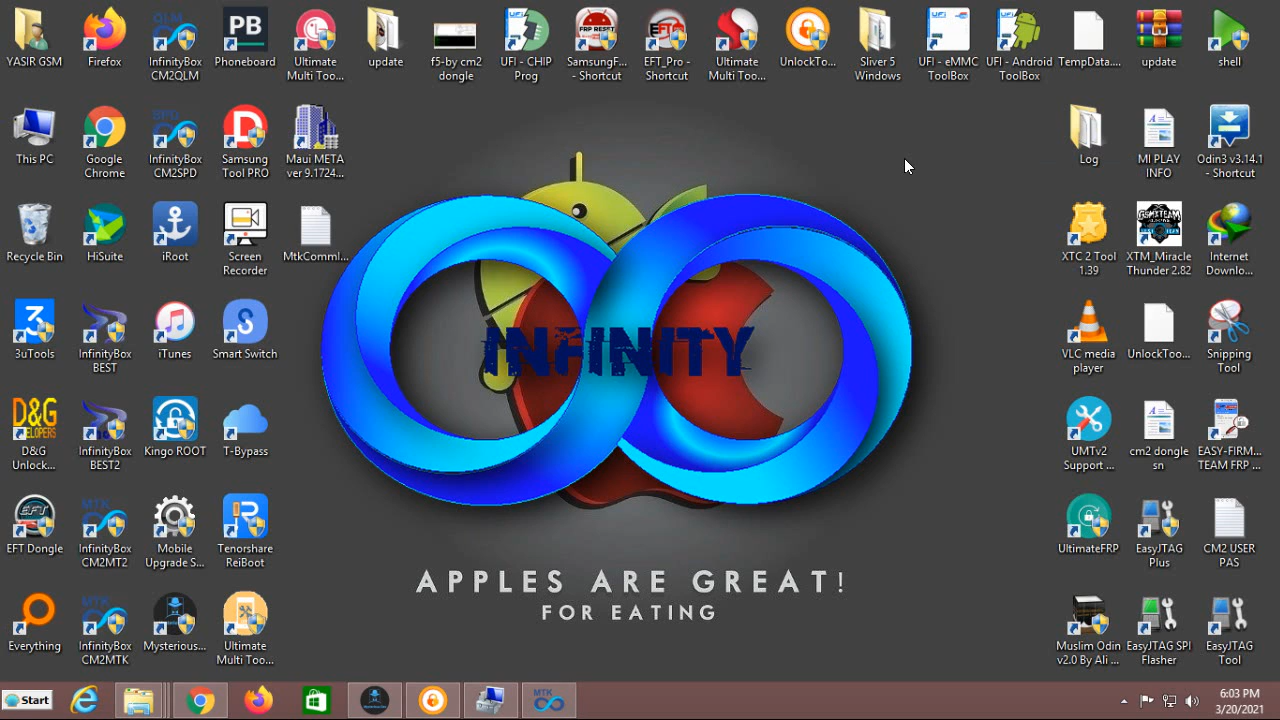 YASIR GSM
Firefox
InfinityBox
CM2QLM
Phoneboard
Ultimate
Multi Too...
update
f5-by cm2
dongle
UFI - CHIP
Prog
SamsungF...
- Shortcut
EFT_Pro -
Shortcut
Ultimate
Multi Too...
UnlockTo...
Sliver 5
Windows
UFI - eMMC
ToolBox
UFI - Android
ToolBox
TempData....
update
shell
This PC
Google
Chrome
InfinityBox
CM2SPD
Samsung
Tool PRO
Maui META
ver 9.1724...
Log
MI PLAY
INFO
Odin3 v3.14.1
- Shortcut
Recycle Bin
HiSuite
iRoot
Screen
Recorder
MtkCommI...
XTC 2 Tool
1.39
XTM_Miracle
Thunder 2.82
Internet
Downlo...
3uTools
InfinityBox
BEST
iTunes
Smart Switch
INFINITY
VLC media
player
UnlockToo...
Snipping
Tool
D&G
Unlock...
InfinityBox
BEST2
Kingo ROOT
T-Bypass
UMTv2
Support ...
cm2 dongle
sn
EASY-FIRM...
TEAM FRP ...
EFT Dongle
InfinityBox
CM2MT2
Mobile
Upgrade S...
Tenorshare
ReiBoot
UltimateFRP
EasyJTAG
Plus
CM2 USER
PAS
APPLES ARE GREAT!
FOR EATING
Everything
InfinityBox
CM2MTK
Mysterious...
Ultimate
Multi Too...
Muslim Odin
v2.0 By Ali ...
EasyJTAG SPI
Flasher
EasyJTAG
Tool
Start
MTK
6:03 PM
3/20/2021